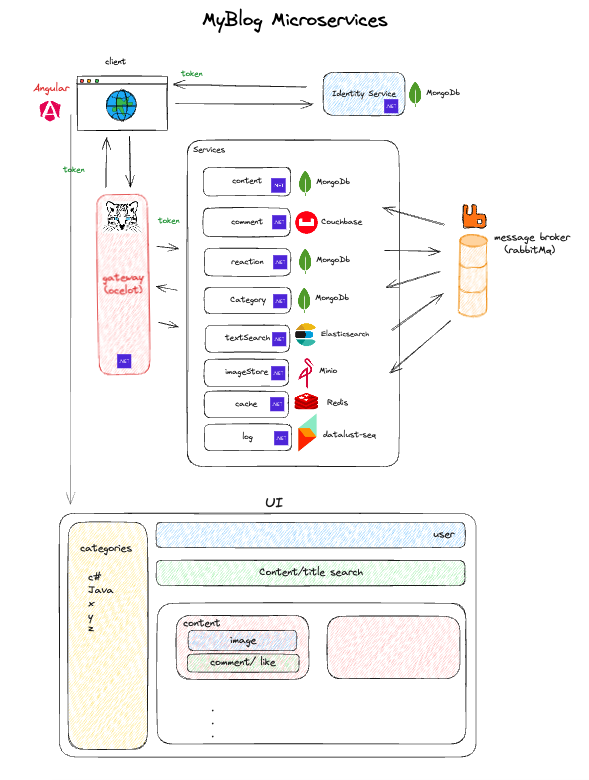 MyBlog Microservices
client
token
Angular
Identity Service
.NET
MongoDb
token
Services
content
.NET
MongoDb
comment
.NET
Couchbase
token
reaction
.NET
MongoDb
gateway
(ocelot)
.NET
Category
.NET
MongoDb
textSearch
.NET
Elasticsearch
imageStore
.NET
Minio
cache
.NET
Redis
log
.NET
datalust-seq
message broker
(rabbitMq)
UI
categories
c#
Java
x
y
z
user
Content/title search
content
image
comment/ like